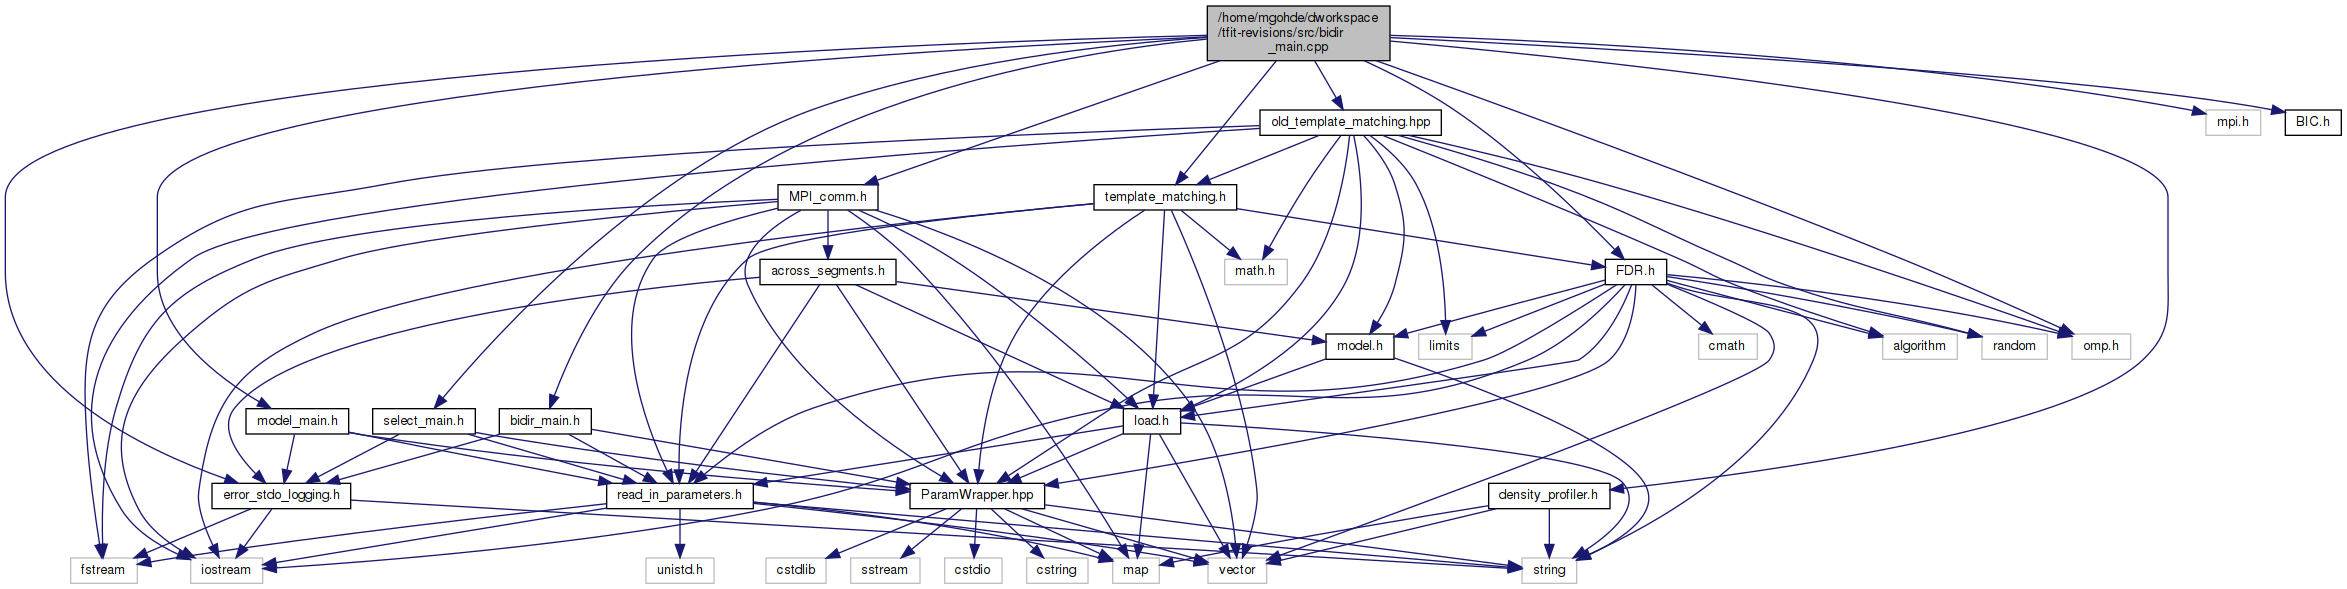 /home/mgohde/dworkspace
/tfit-revisions/src/bidir
_main.cpp
old_template_matching.hpp
mpi.h
BIC.h
MPI_comm.h
template_matching.h
across_segments.h
math.h
FDR.h
model.h
limits
cmath
algorithm
random
omp.h
model_main.h
select_main.h
bidir_main.h
load.h
error_stdo_logging.h
read_in_parameters.h
ParamWrapper.hpp
density_profiler.h
fstream
iostream
unistd.h
cstdlib
sstream
cstdio
cstring
map
vector
string